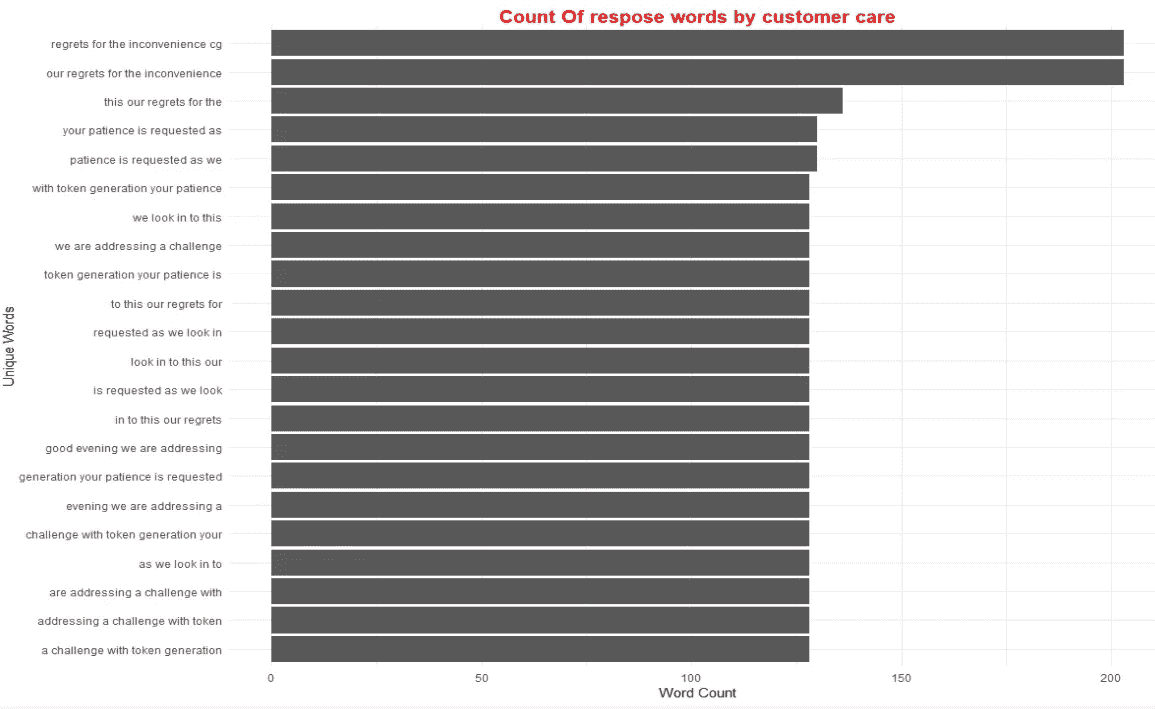 Count Of respose words by customer care
regrets for the inconvenience cg
our regrets for the inconvenience
this our regrets for the
your patience is requested as
patience is requested as we
with token generation your patience
we look in to this
we are addressing a challenge
token generation your patience is
to this our regrets for
requested as we look in
look in to this our
is requested as we look
in to this our regrets
good evening we are addressing
generation your patience is requested
evening we are addressing a
challenge with token generation your
as we look in to
are addressing a challenge with
addressing a challenge with token
a challenge with token generation
Unique Words
0 50 100 150 200
Word Count